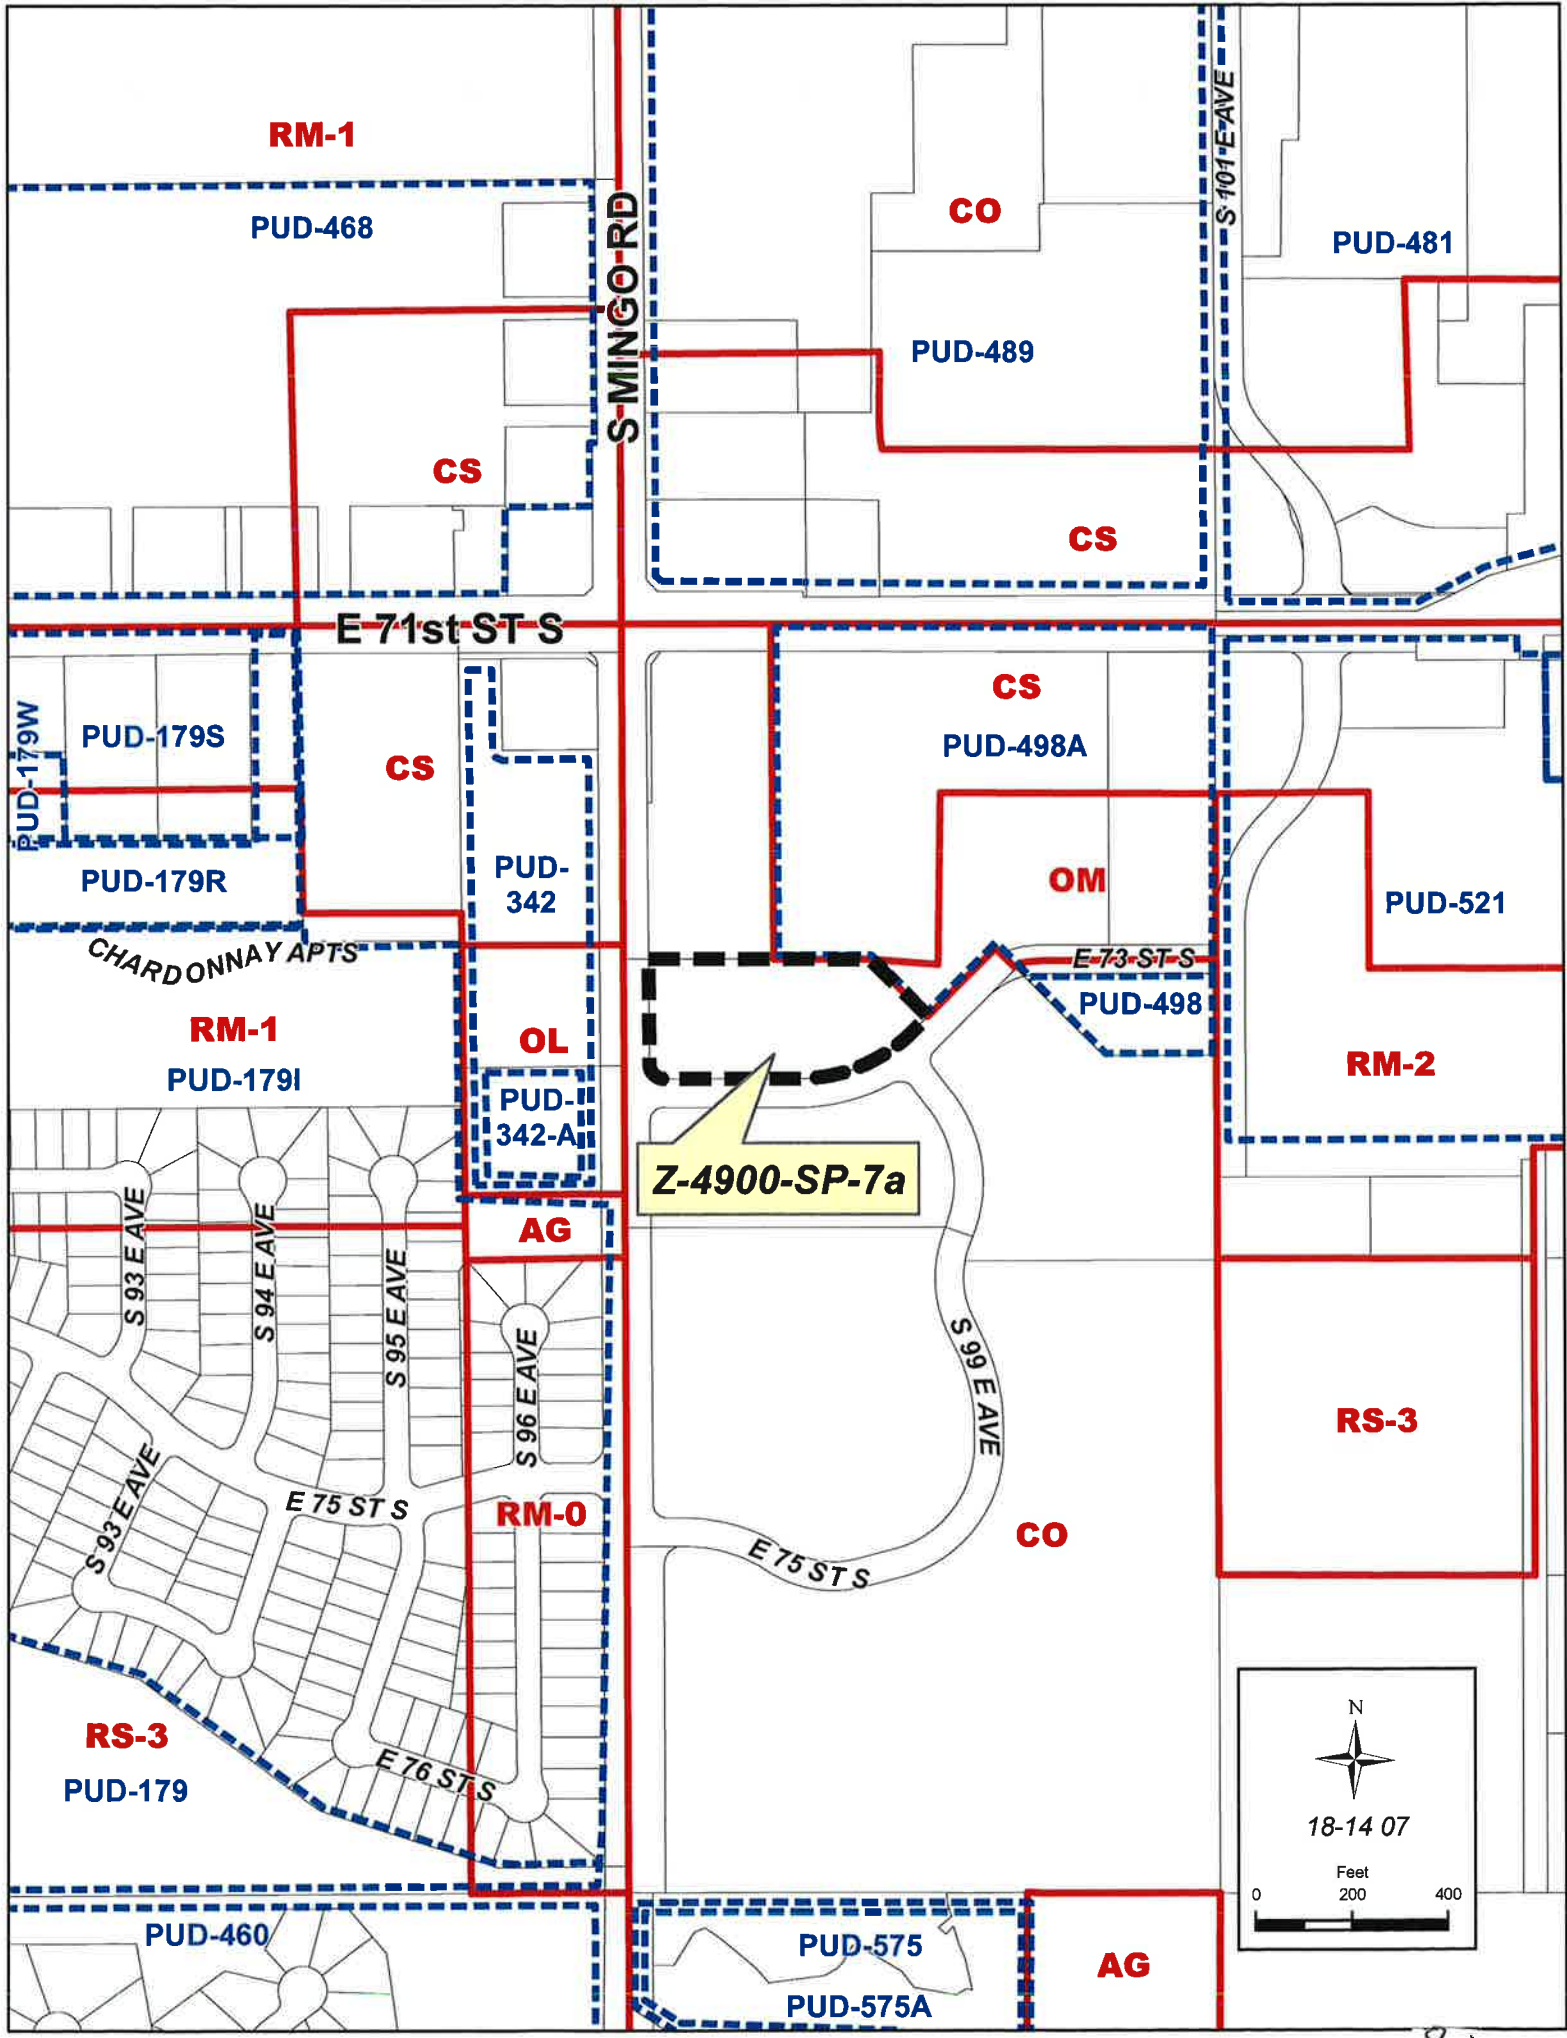 RM-1
PUD-468
S MINGO RD
CO
S 101 E AVE
PUD-481
PUD-489
CS
CS
E 71st ST S
PUD-179W
PUD-179S
CS
CS
PUD-498A
PUD-179R
PUD-
342
OM
PUD-521
CHARDONNAY APTS
E 73 ST S
PUD-498
RM-1
PUD-179I
OL
PUD-
342-A
RM-2
Z-4900-SP-7a
AG
S 93 E AVE
S 94 E AVE
S 95 E AVE
S 96 E AVE
S 99 E AVE
RS-3
S 93 E AVE
E 75 ST S
RM-0
E 75 ST S
CO
RS-3
PUD-179
E 76 ST S
N
18-14 07
Feet
0 200 400
PUD-460
PUD-575
PUD-575A
AG